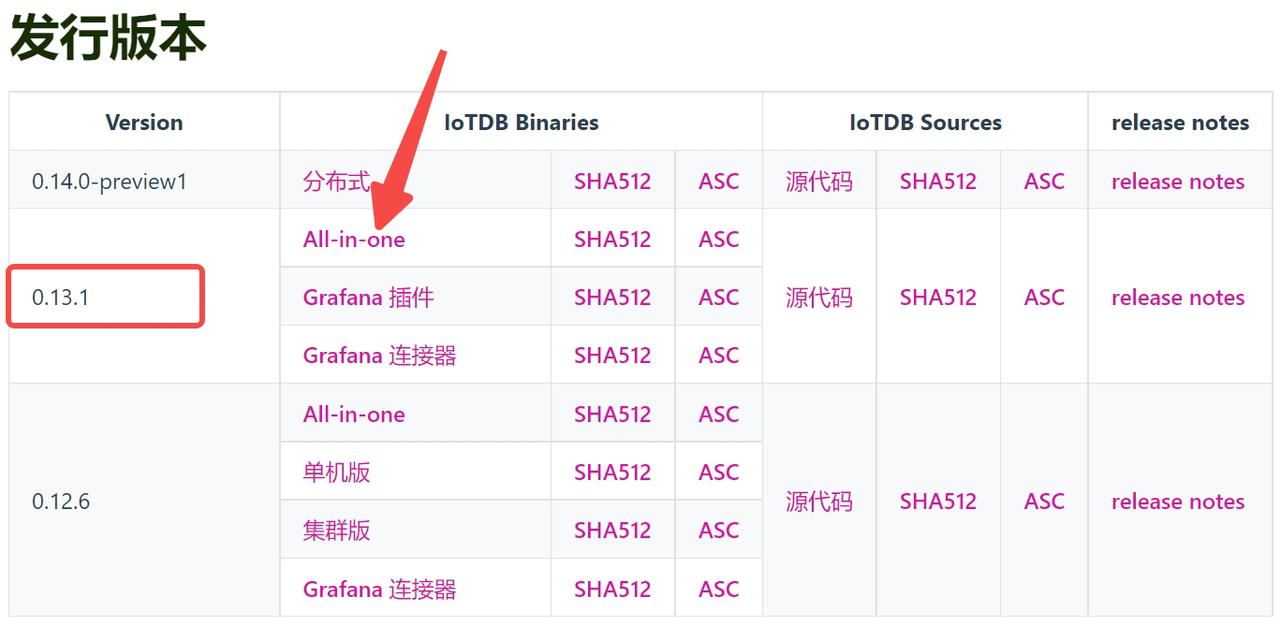 发行版本
Version IoTDB Binaries IoTDB Sources release notes
0.14.0-preview1 分布式 SHA512 ASC 源代码 SHA512 ASC release notes
All-in-one SHA512 ASC
0.13.1 Grafana 插件 SHA512 ASC 源代码 SHA512 ASC release notes
Grafana 连接器 SHA512 ASC
All-in-one SHA512 ASC
单机版 SHA512 ASC
0.12.6 源代码 SHA512 ASC release notes
集群版 SHA512 ASC
Grafana 连接器 SHA512 ASC